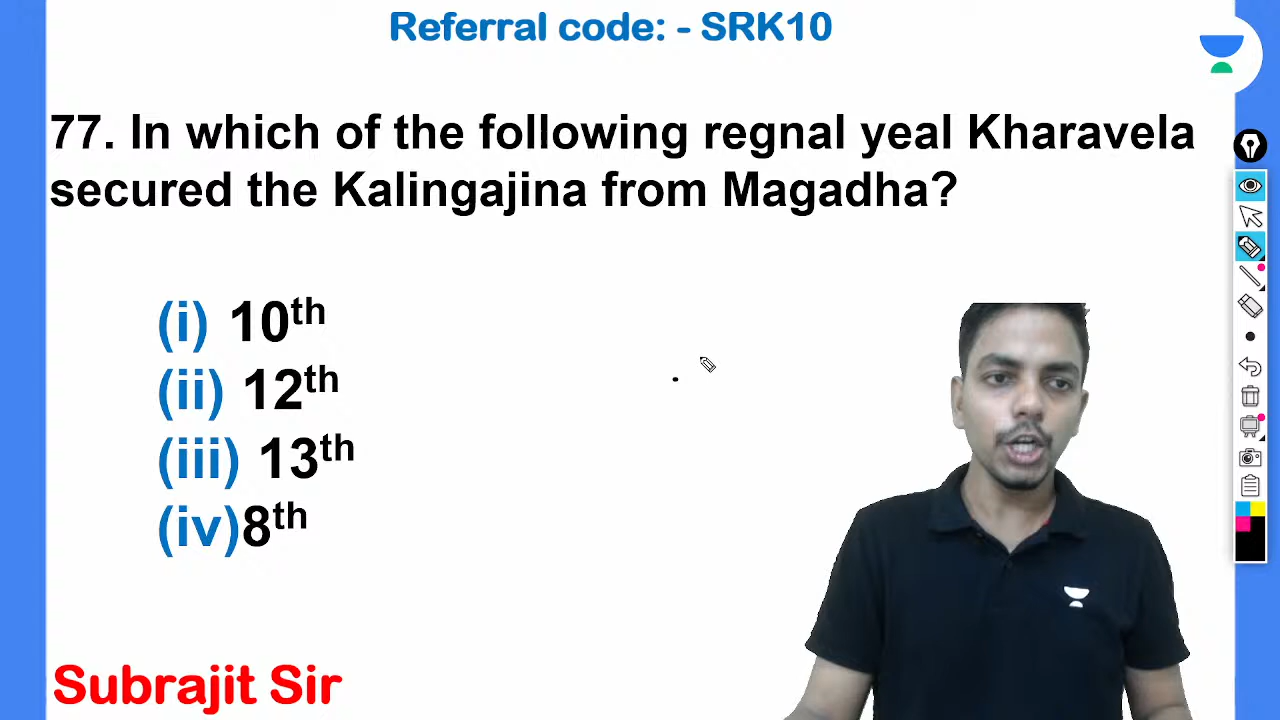 Referral code: - SRK10
77. In which of the following regnal yeal Kharavela
secured the Kalingajina from Magadha?
(i) 10th
(ii) 12th
(iii) 13th
(iv)8th
Subrajit Sir